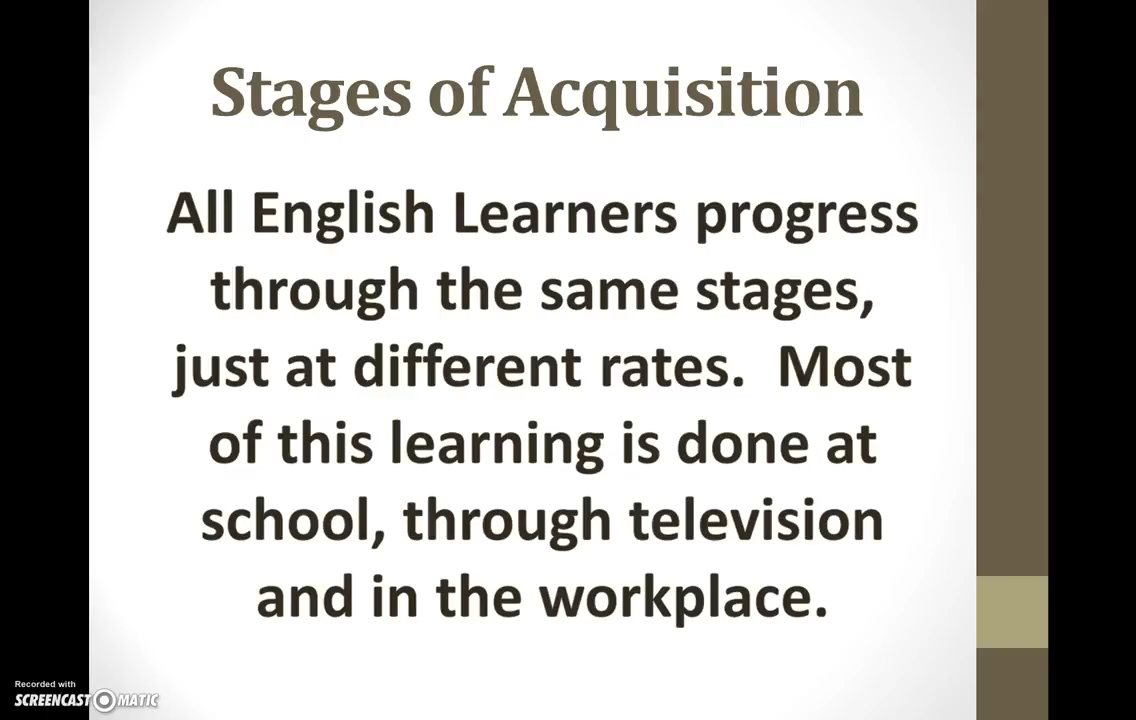 Stages of Acquisition
All English Learners progress
through the same stages,
just at different rates.  Most
of this learning is done at
school, through television
and in the workplace.
Recorded with
SCREENCAST MATIC